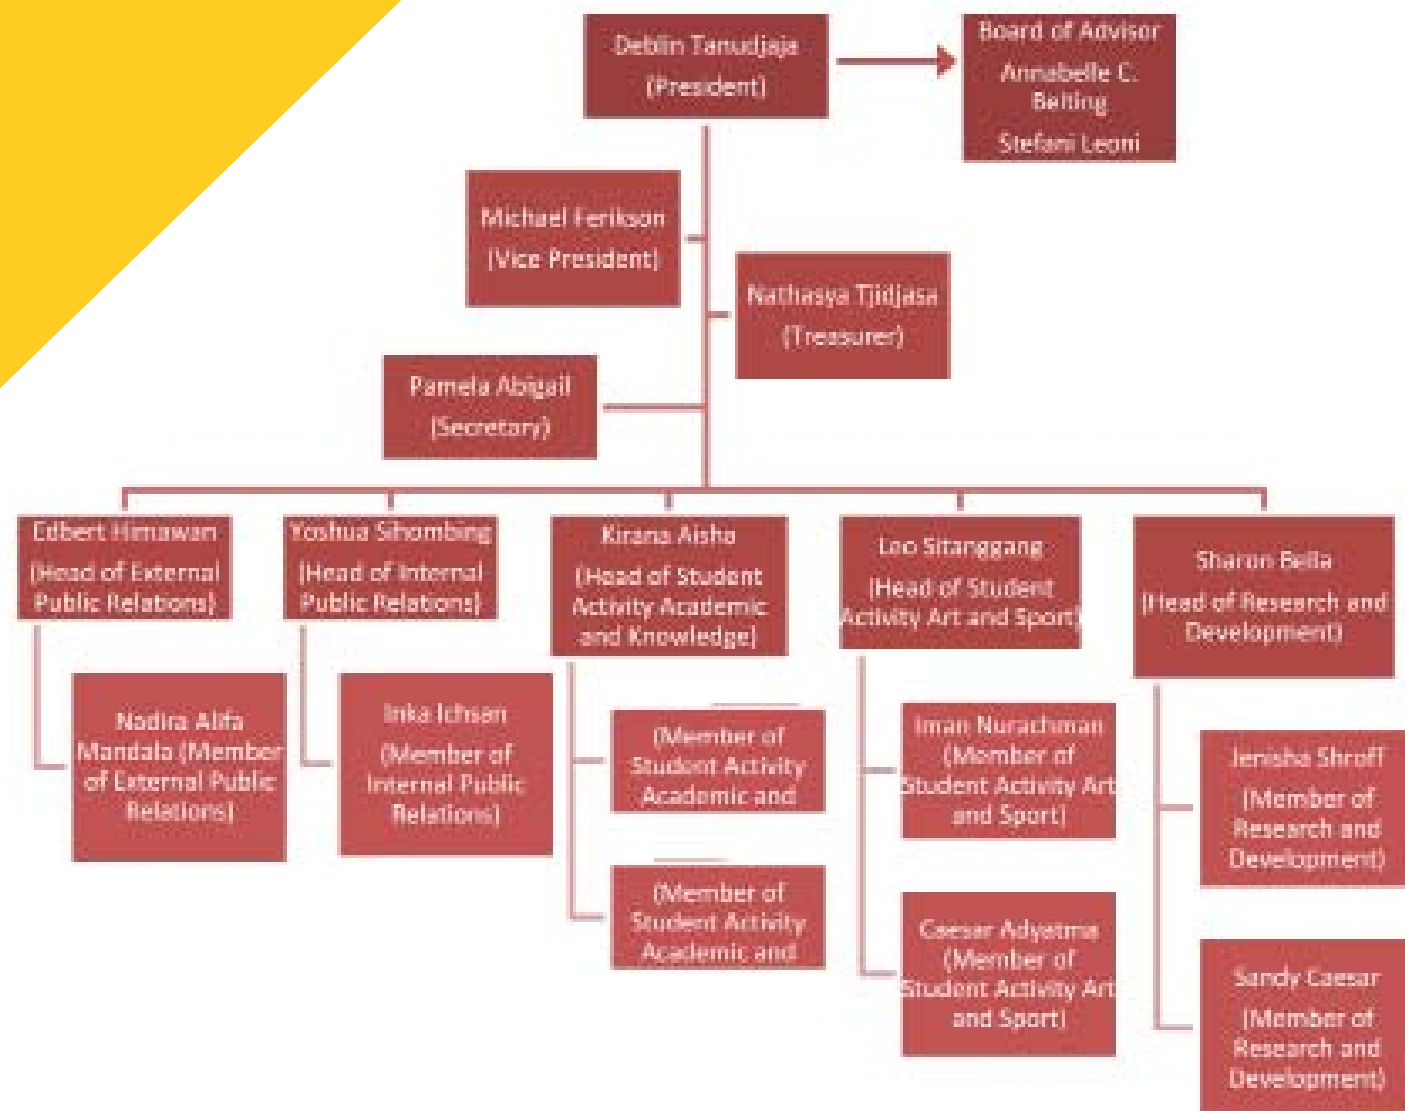 Deblin Tanudjaja
(President)
Board of Advisor
Annabelle C.
Belting
Stefani Leoni
Michael Ferikson
(Vice President)
Nathasya Tjidjasa
(Treasurer)
Pamela Abigail
(Secretary)
Edbert Himawan
(Head of External
Public Relations)
Yoshua Sihombing
(Head of Internal
Public Relations)
Kirana Aisha
(Head of Student
Activity Academic
and Knowledge)
Leo Sitanggang
(Head of Student
Activity Art and Sport)
Sharon Bella
(Head of Research and
Development)
Nadira Alifa
Mandala (Member
of External Public
Relations)
Inka Ichsan
(Member of
Internal Public
Relations)
(Member of
Student Activity
Academic and
(Member of
Student Activity
Academic and
Iman Nurachman
(Member of
Student Activity Art
and Sport)
Caesar Adyatma
(Member of
Student Activity Art
and Sport)
Jenisha Shroff
(Member of
Research and
Development)
Sandy Caesar
(Member of
Research and
Development)